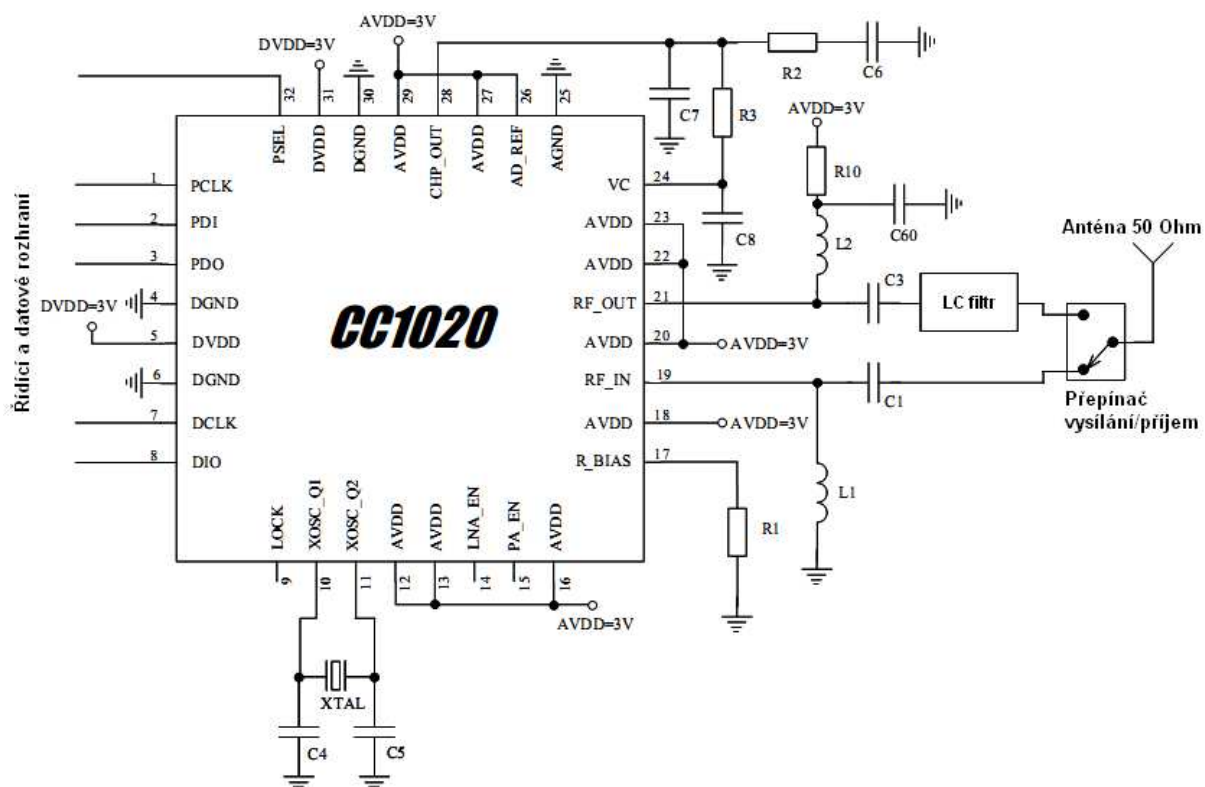 AVDD=3V
DVDD=3V
R2
C6
C7
R3
AVDD=3V
32
31
30
29
28
27
26
25
PSEL
DVDD
DGND
AVDD
CHP_OUT
AVDD
AD_REF
AGND
R10
1
PCLK
VC
24
2
PDI
AVDD
23
C8
L2
C60
Anténa 50 Ohm
3
PDO
AVDD
22
DVDD=3V
4
DGND
RF_OUT
21
C3
LC filtr
5
DVDD
CC1020
AVDD
20
AVDD=3V
6
DGND
RF_IN
19
C1
Přepínač
vysílání/příjem
7
DCLK
AVDD
18
AVDD=3V
8
DIO
R_BIAS
17
Řídící a datové rozhraní
L1
R1
LOCK
XOSC_Q1
XOSC_Q2
AVDD
AVDD
LNA_EN
PA_EN
AVDD
9
10
11
12
13
14
15
16
AVDD=3V
XTAL
C4
C5